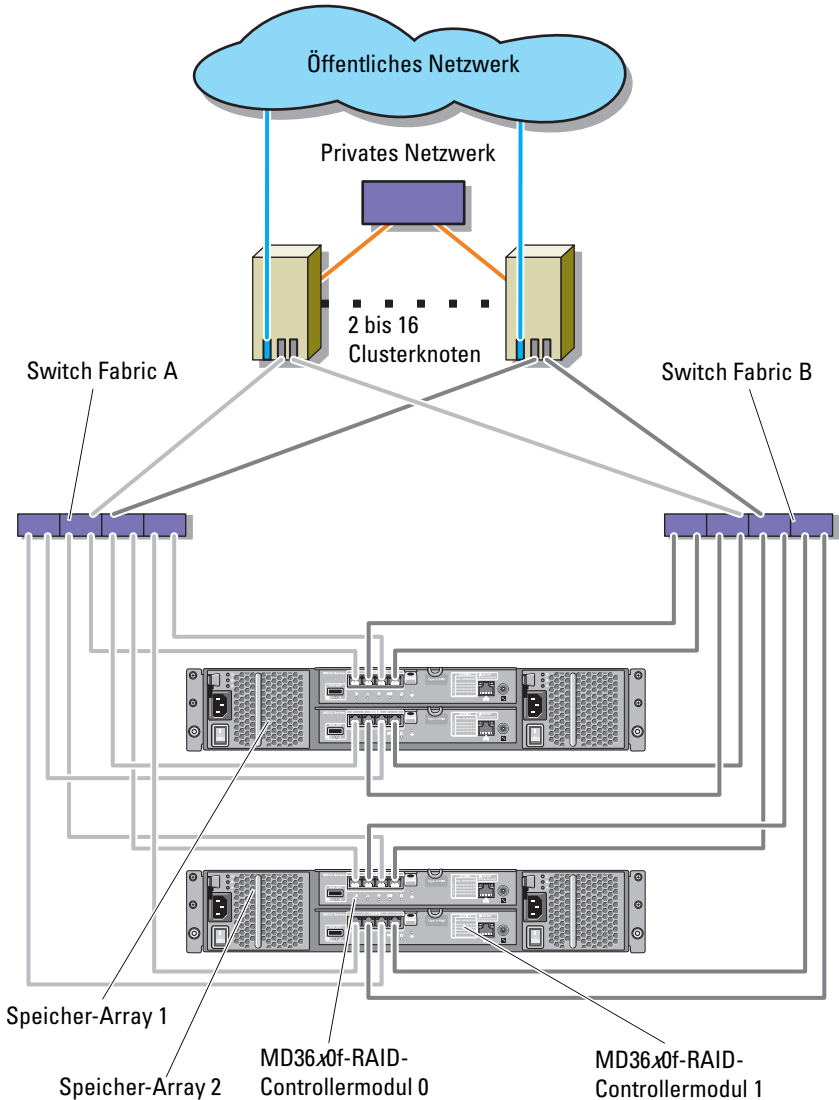 Öffentliches Netzwerk
Privates Netzwerk
2 bis 16
Clusterknoten
Switch Fabric A
Switch Fabric B
Speicher-Array 1
Speicher-Array 2
MD36x0f-RAID-
Controllermodul 0
MD36x0f-RAID-
Controllermodul 1